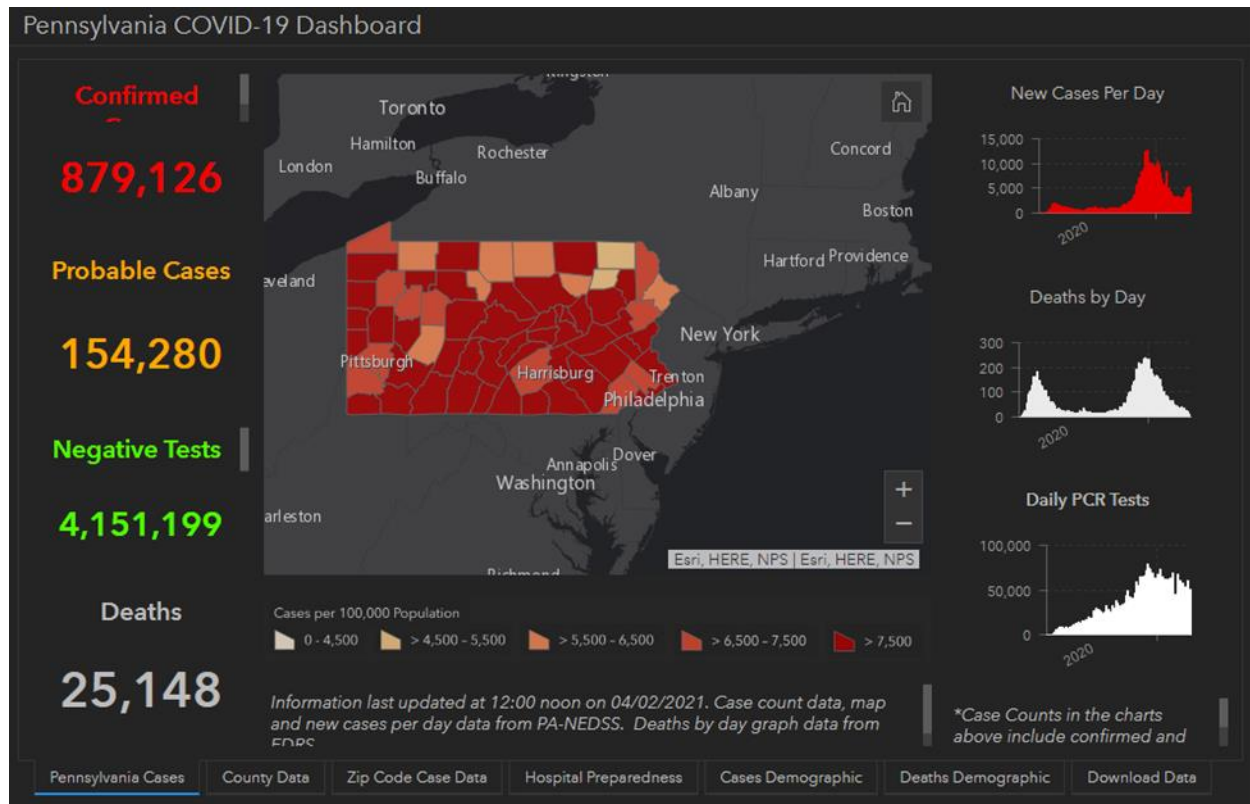 Pennsylvania COVID-19 Dashboard
Confirmed
879,126
Probable Cases
154,280
Negative Tests
4,151,199
Deaths
25,148
Toronto
Hamilton
London
Rochester
Buffalo
Concord
Albany
Boston
Hartford
Providence
New York
Pittsburgh
Harrisburg
Trenton
Philadelphia
Dover
Annapolis
Washington
Esri, HERE, NPS | Esri, HERE, NPS
Cases per 100,000 Population
0 - 4,500
> 4,500 - 5,500
> 5,500 - 6,500
> 6,500 - 7,500
> 7,500
Information last updated at 12:00 noon on 04/02/2021. Case count data, map
and new cases per day data from PA-NEDSS. Deaths by day graph data from
New Cases Per Day
15,000
10,000
5,000
0
2020
Deaths by Day
300
200
100
0
2020
Daily PCR Tests
100,000
50,000
0
2020
*Case Counts in the charts
above include confirmed and
Pennsylvania Cases
County Data
Zip Code Case Data
Hospital Preparedness
Cases Demographic
Deaths Demographic
Download Data